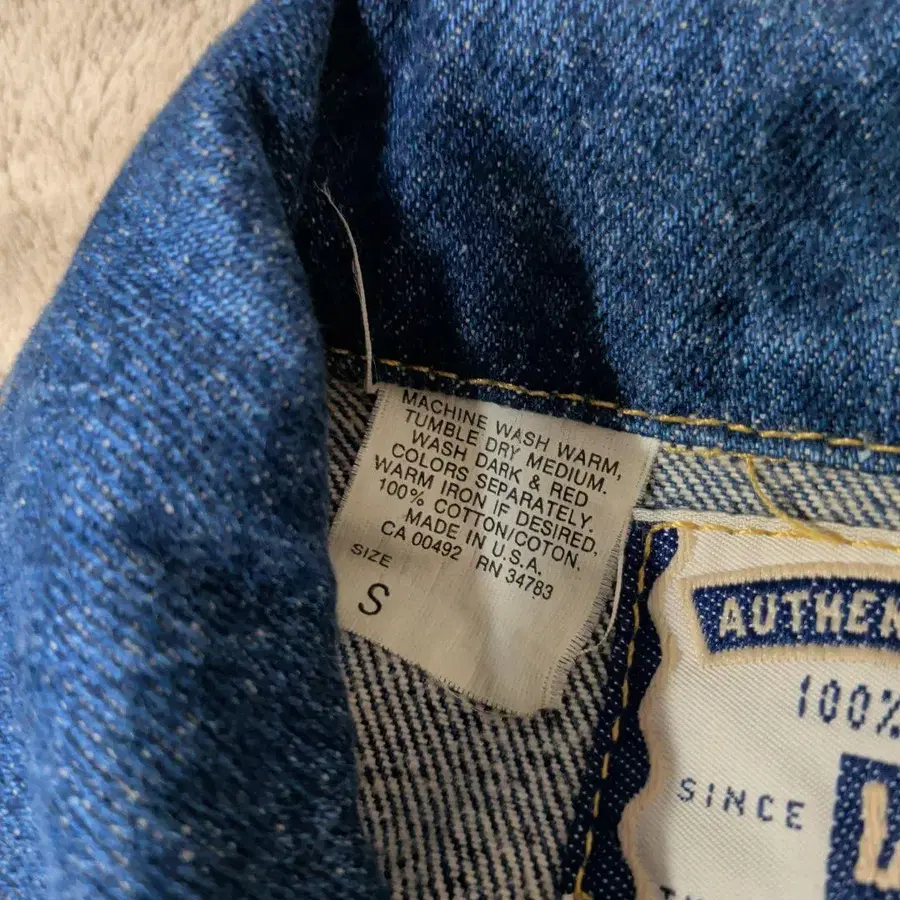 MACHINE WASH WARM,
TUMBLE DRY MEDIUM.
WASH DARK & RED
COLORS SEPARATELY.
WARM IRON IF DESIRED.
100% COTTON/COTON.
MADE IN U.S.A.
CA 00492 RN 34783
SIZE
S
AUTHEN
100%
SINCE